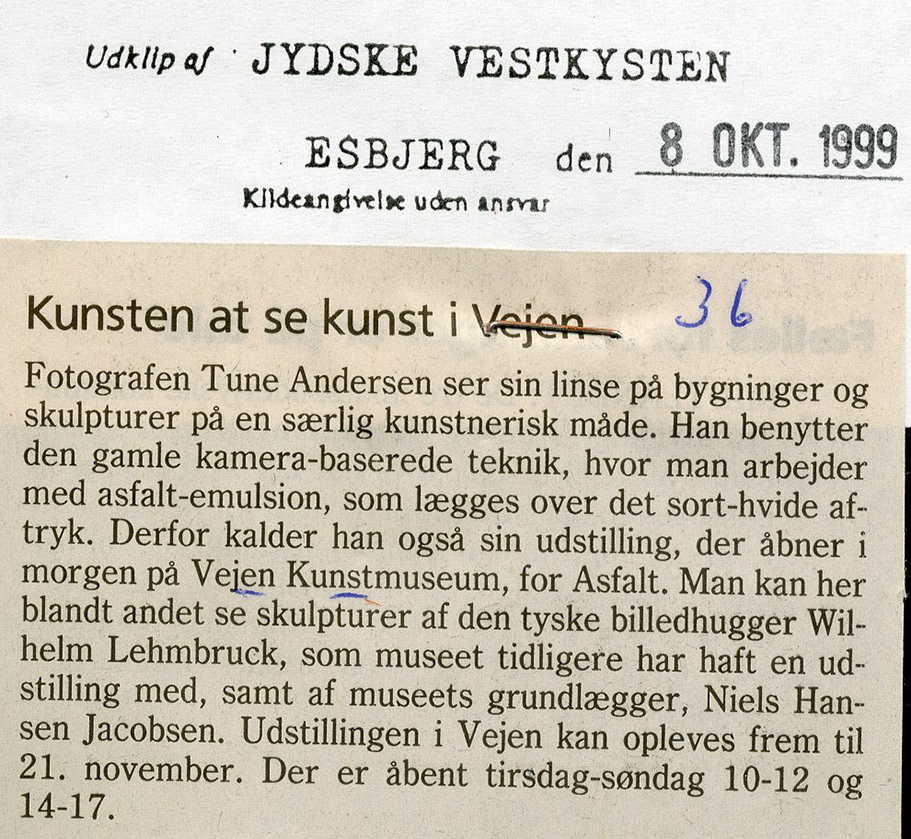 Udklip af JYDSKE VESTKYSTEN
ESBJERG den 8 OKT. 1999
Kildeangivelse uden ansvar
Kunsten at se kunst i Vejen 36
Fotografen Tune Andersen ser sin linse på bygninger og
skulpturer på en særlig kunstnerisk måde. Han benytter
den gamle kamera-baserede teknik, hvor man arbejder
med asfalt-emulsion, som lægges over det sort-hvide af-
tryk. Derfor kalder han også sin udstilling, der åbner i
morgen på Vejen Kunstmuseum, for Asfalt. Man kan her
blandt andet se skulpturer af den tyske billedhugger Wil-
helm Lehmbruck, som museet tidligere har haft en ud-
stilling med, samt af museets grundlægger, Niels Han-
sen Jacobsen. Udstillingen i Vejen kan opleves frem til
21. november. Der er åbent tirsdag-søndag 10-12 og
14-17.